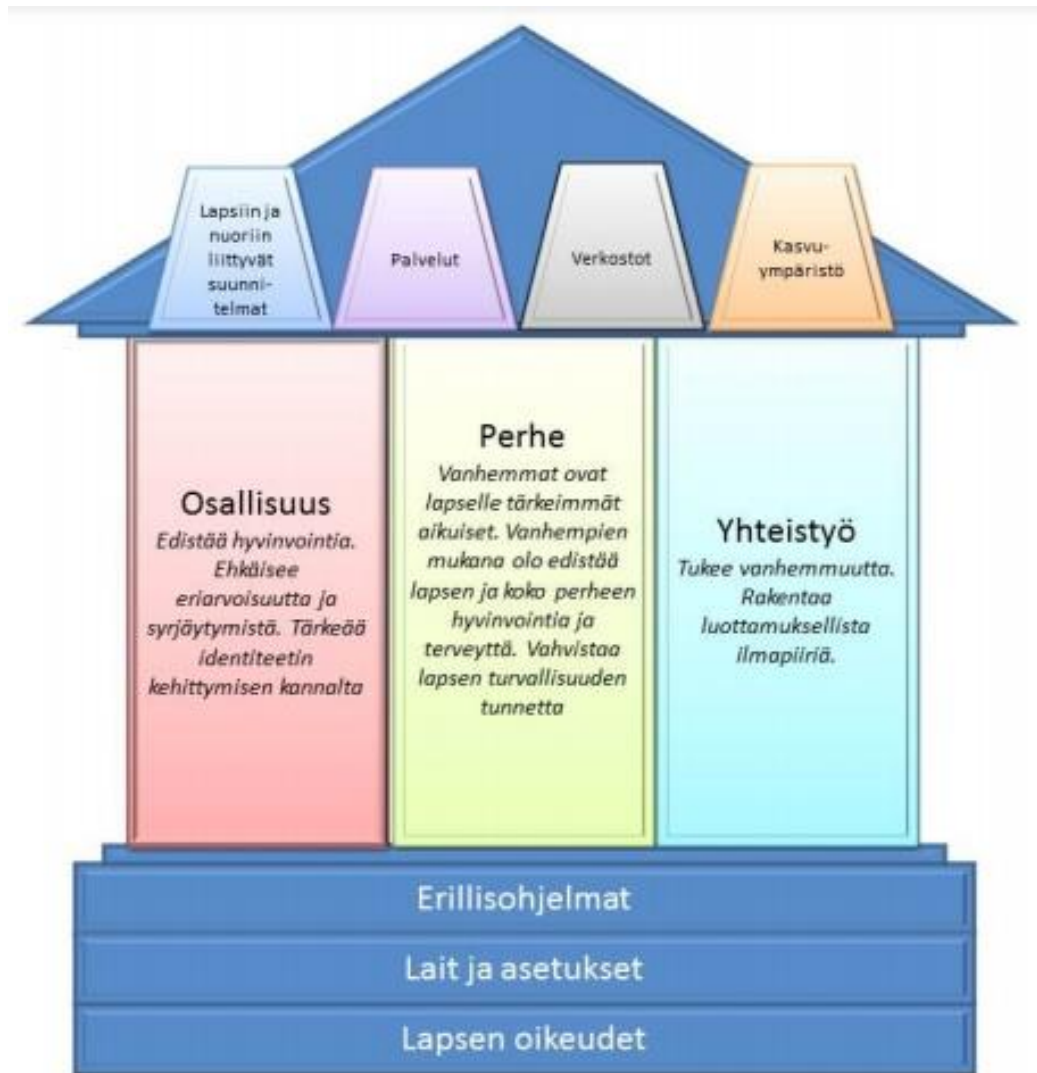 Lapsiin ja
nuoriin
liittyvät
suunni-
telmat
Palvelut
Verkostot
Kasvu-
ympäristö
Osallisuus
Edistää hyvinvointia.
Ehkäisee
eriarvoisuutta ja
syrjäytymistä. Tärkeää
identiteetin
kehittymisen kannalta
Perhe
Vanhemmat ovat
lapselle tärkeimmät
aikuiset. Vanhempien
mukana olo edistää
lapsen ja koko perheen
hyvinvointia ja
terveyttä. Vahvistaa
lapsen turvallisuuden
tunnetta
Yhteistyö
Tukee vanhemmuutta.
Rakentaa
luottamuksellista
ilmapiiriä.
Erillisohjelmat
Lait ja asetukset
Lapsen oikeudet